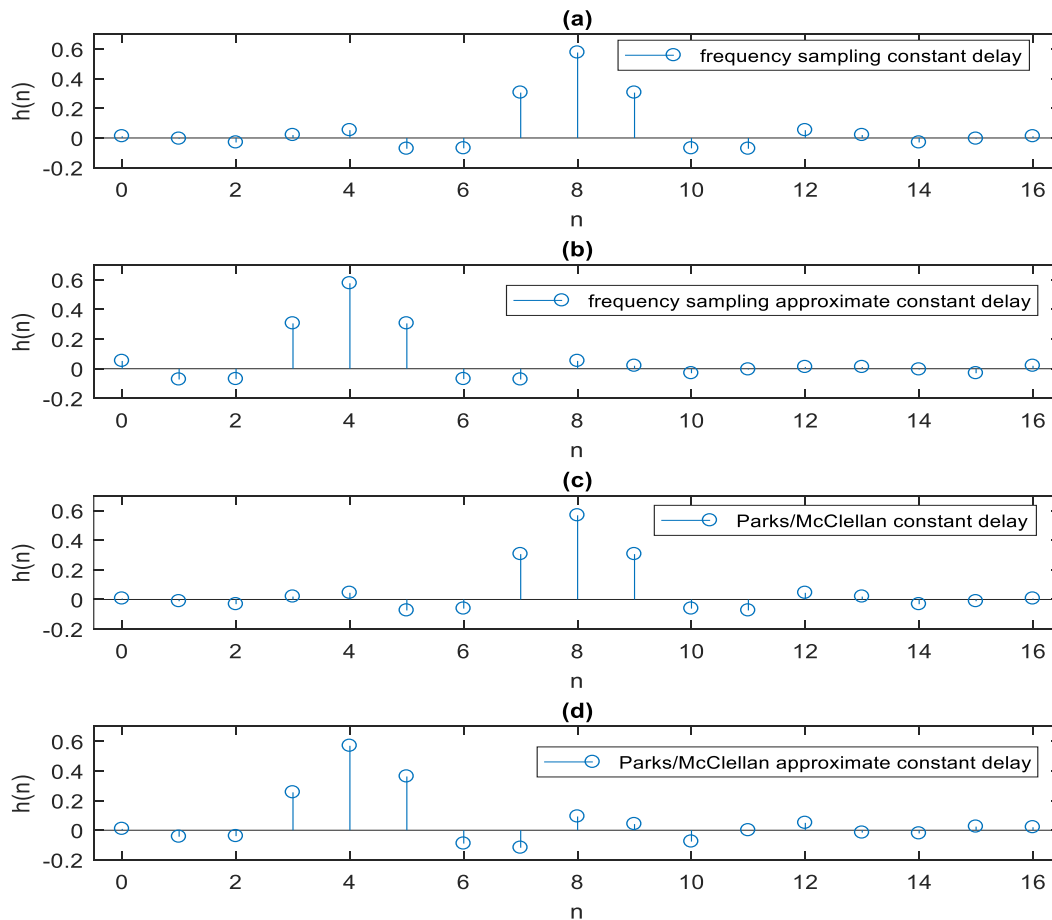 (a)
frequency sampling constant delay
h(n)
0.6
0.4
0.2
0
-0.2
0 2 4 6 8 10 12 14 16
n
(b)
frequency sampling approximate constant delay
h(n)
0.6
0.4
0.2
0
-0.2
0 2 4 6 8 10 12 14 16
n
(c)
Parks/McClellan constant delay
h(n)
0.6
0.4
0.2
0
-0.2
0 2 4 6 8 10 12 14 16
n
(d)
Parks/McClellan approximate constant delay
h(n)
0.6
0.4
0.2
0
-0.2
0 2 4 6 8 10 12 14 16
n